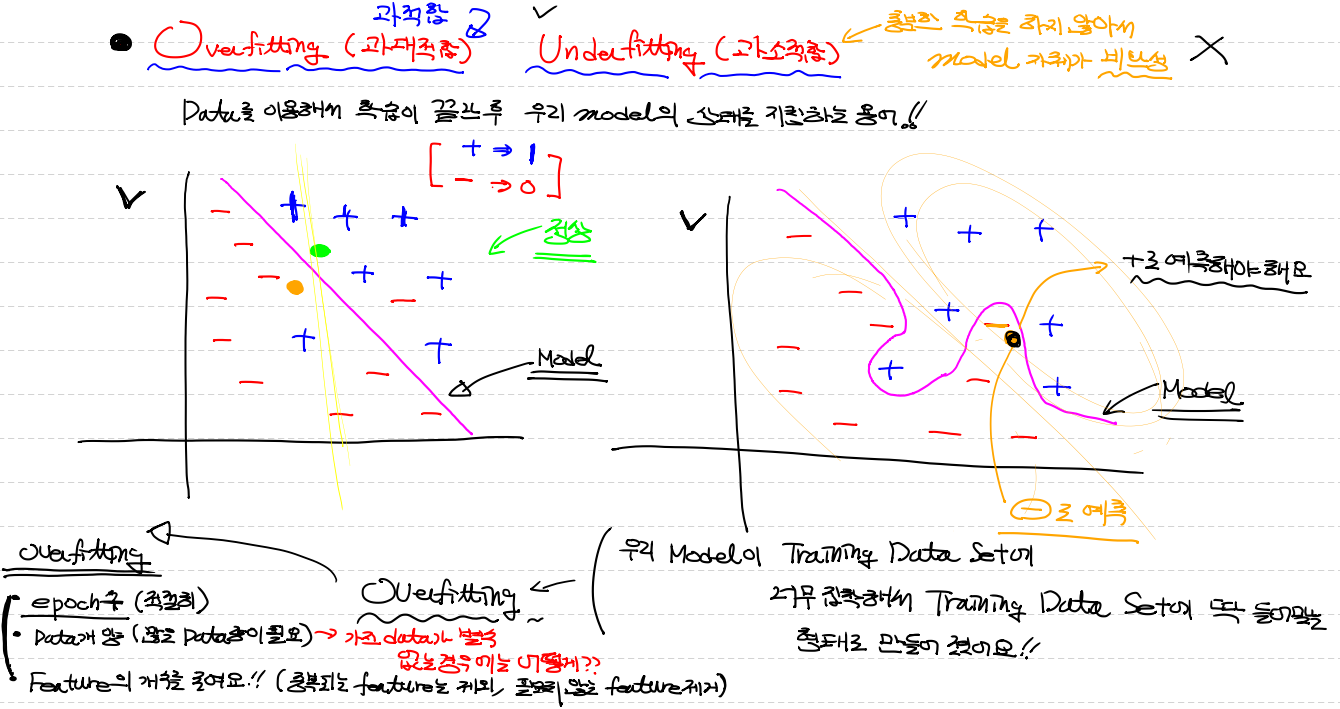 과적합
● Overfitting (과대적합) Underfitting (과소적합) ← 충분한 학습을 하지 않아서
model 자체가 비완성
Data를 이용해서 학습이 끝난후 우리 model의 상태를 지칭하는 용어!!
+ ⇒ 1
- → 0
정상
+로 예측해야해요
Model
Model
-로 예측
우리 Model이 Training Data Set에
너무 집착해서 Training Data Set에 딱 들어맞는
형태로 만들어 졌어요!!
Overfitting
Overfitting
• epoch수 (적절히)
• Data의 양 (많은 Data량이 필요) → 가진 data가 별로
없는경우에는 어떻게??
• Feature의 개수를 줄여요!! (중복되는 feature는 제외, 필요하지 않은 feature제거)